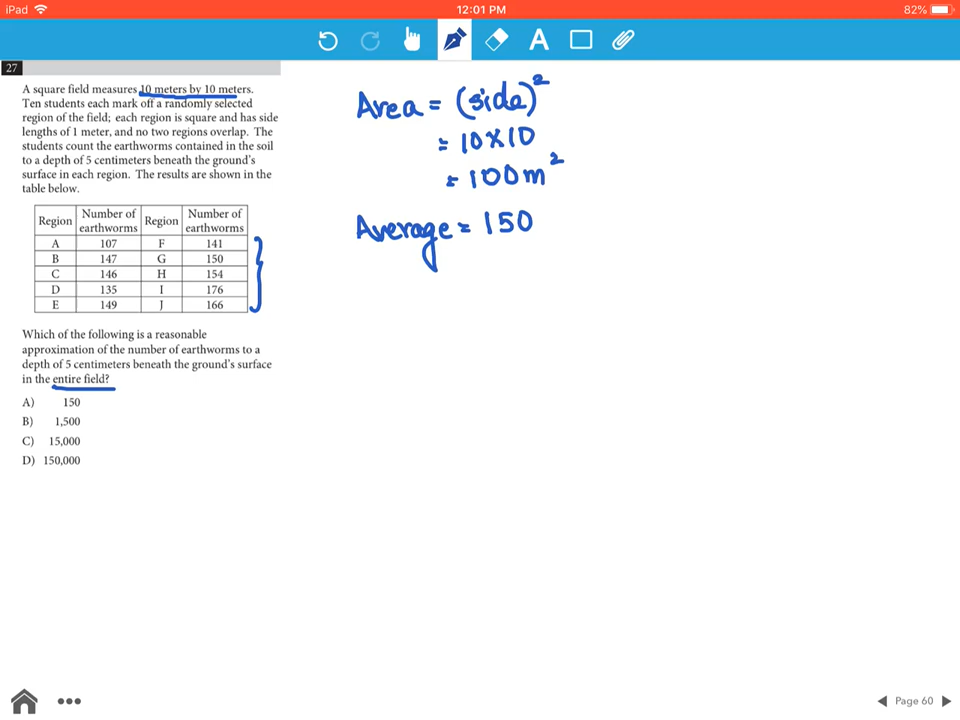 iPad 12:01 PM 82%
A
27
A square field measures 10 meters by 10 meters.
Ten students each mark off a randomly selected
region of the field; each region is square and has side
lengths of 1 meter, and no two regions overlap. The
students count the earthworms contained in the soil
to a depth of 5 centimeters beneath the ground's
surface in each region. The results are shown in the
table below.
Region Number of earthworms Region Number of earthworms
A 107 F 141
B 147 G 150
C 146 H 154
D 135 I 176
E 149 J 166
Which of the following is a reasonable
approximation of the number of earthworms to a
depth of 5 centimeters beneath the ground's surface
in the entire field?
A) 150
B) 1,500
C) 15,000
D) 150,000
Area = (side)²
= 10×10
= 100m²
Average = 150
Page 60